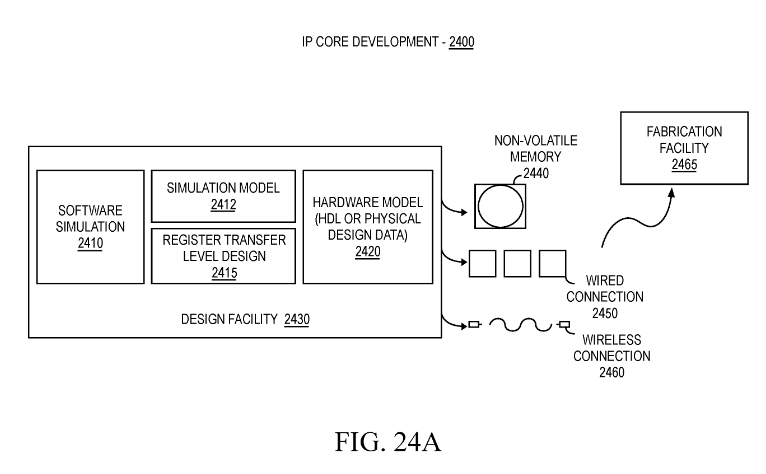 IP CORE DEVELOPMENT - 2400
FABRICATION
FACILITY
2465
NON-VOLATILE
MEMORY
2440
SOFTWARE
SIMULATION
2410
SIMULATION MODEL
2412
REGISTER TRANSFER
LEVEL DESIGN
2415
HARDWARE MODEL
(HDL OR PHYSICAL
DESIGN DATA)
2420
WIRED
CONNECTION
2450
DESIGN FACILITY 2430
WIRELESS
CONNECTION
2460
FIG. 24A